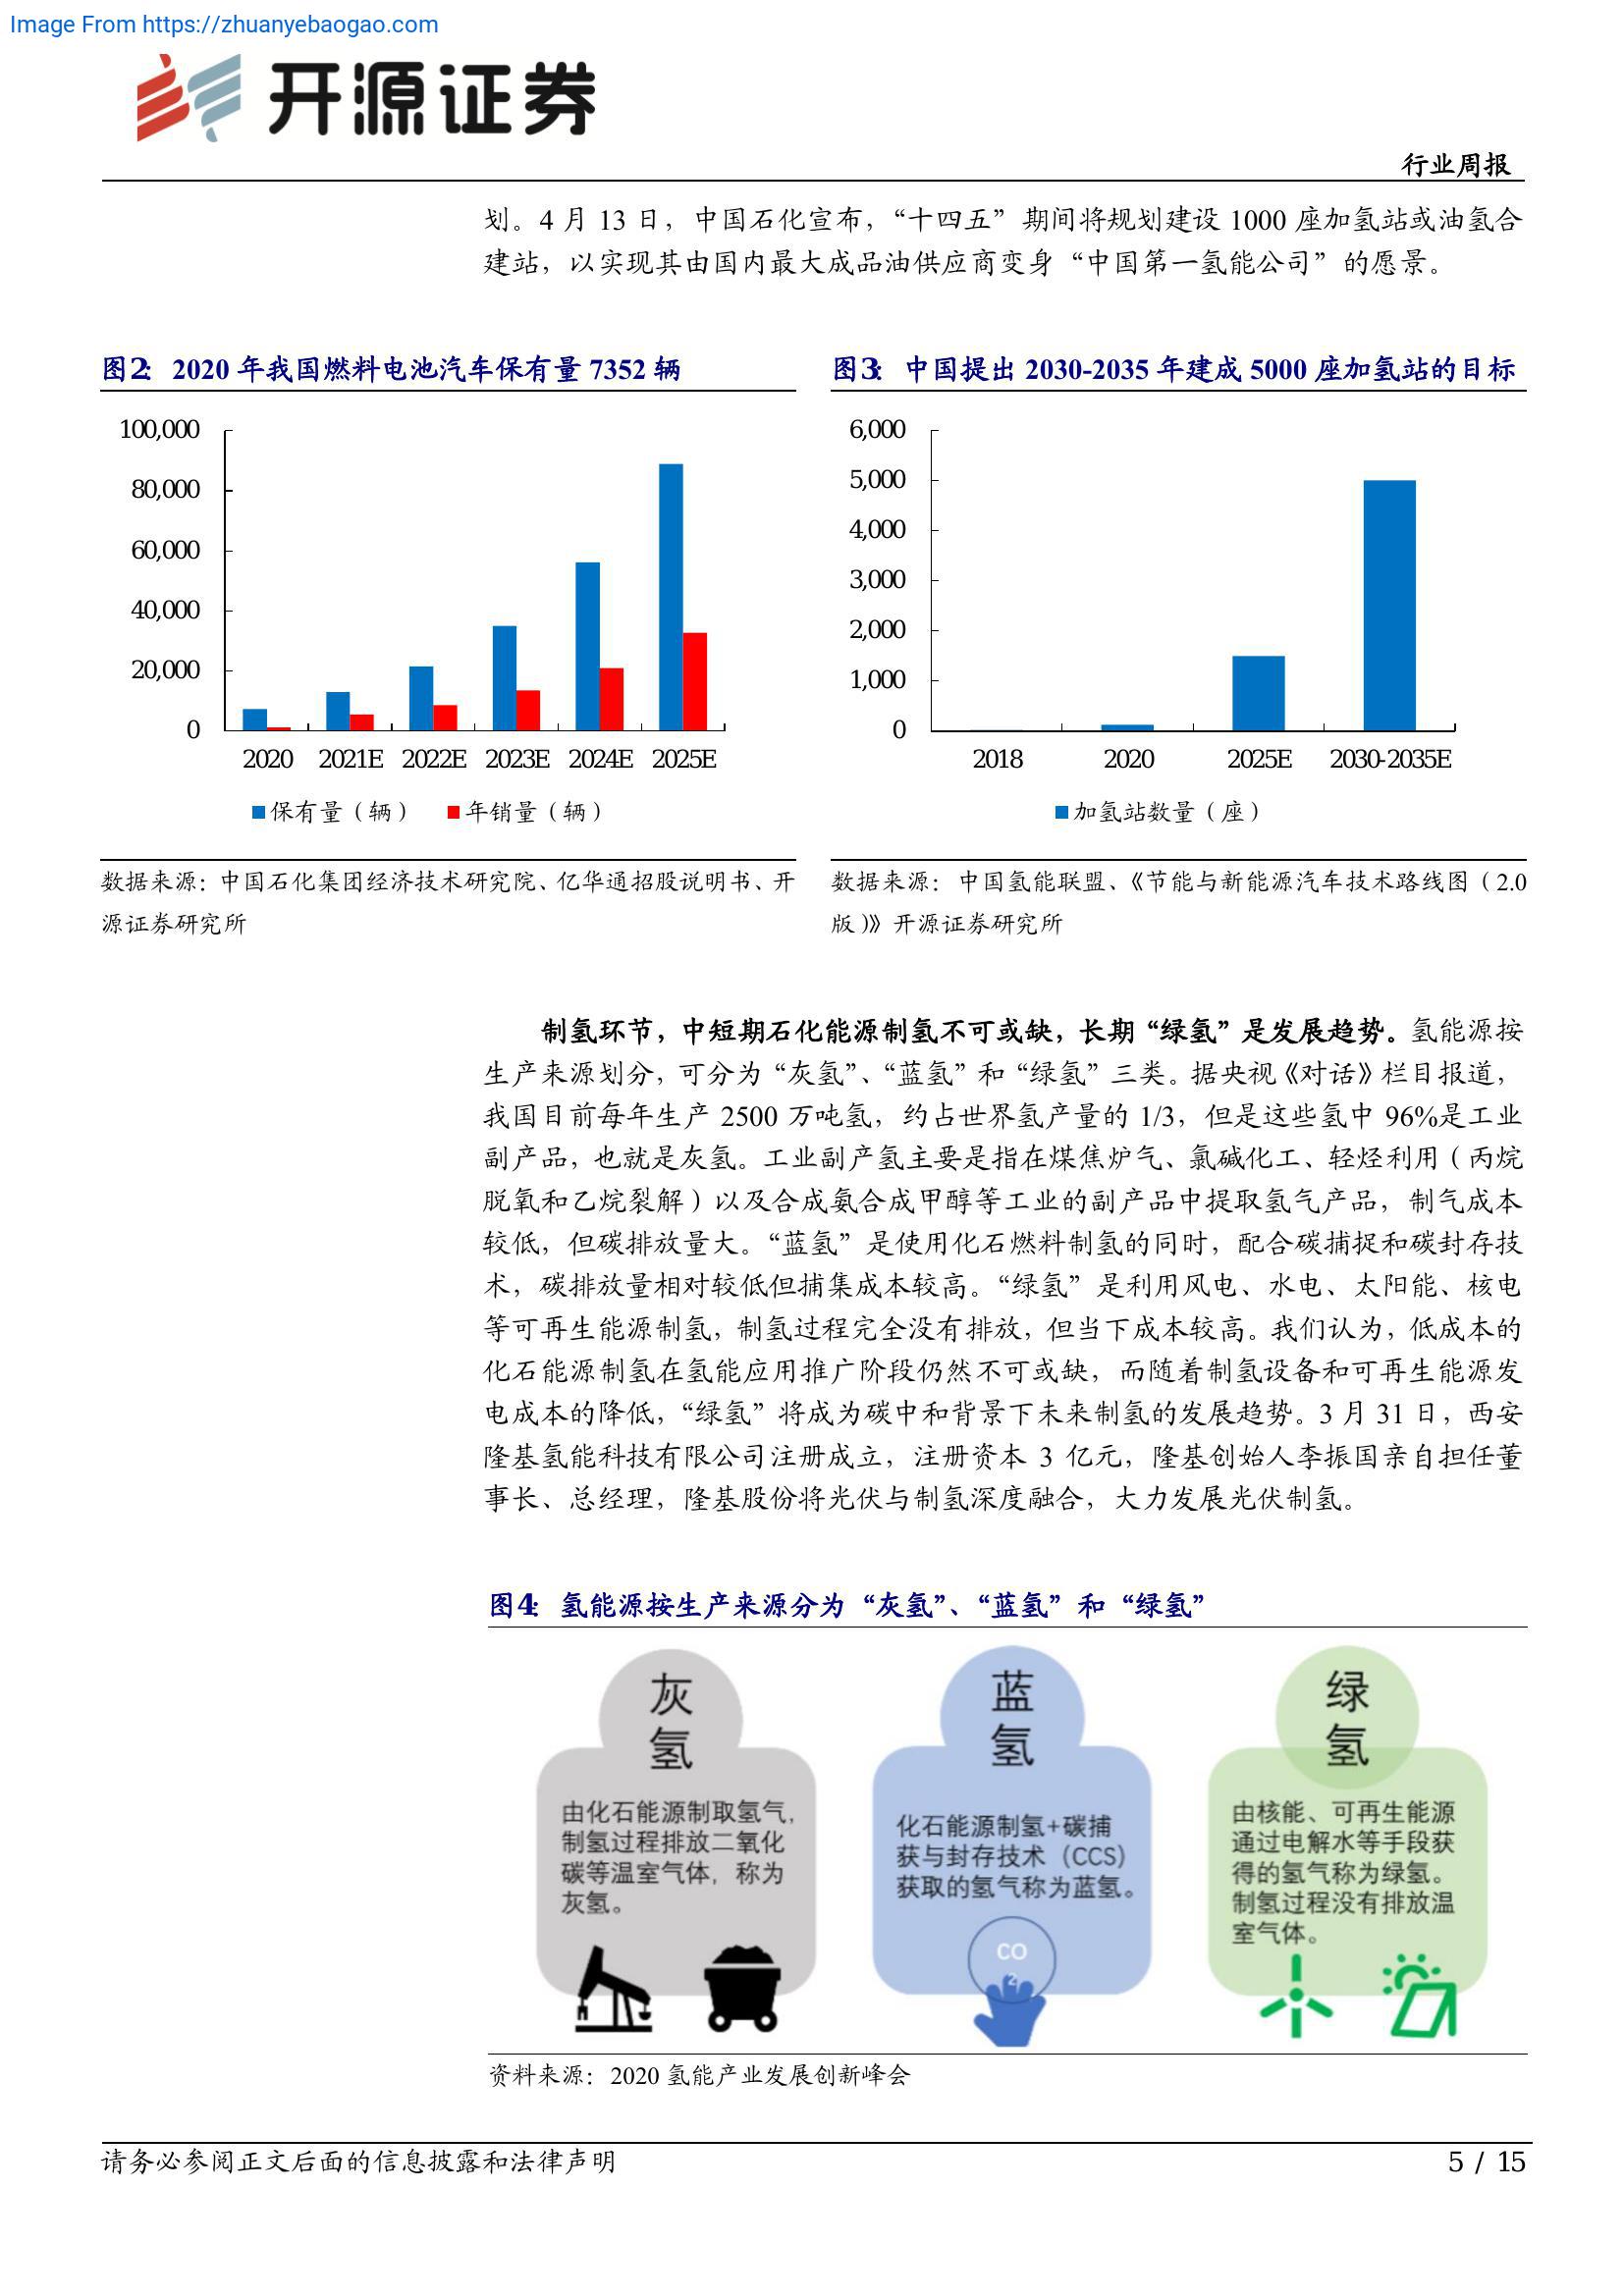 Image From https://zhuanyebaogao.com
开源证券
行业周报
划。4 月 13 日，中国石化宣布，“十四五”期间将规划建设 1000 座加氢站或油氢合
建站，以实现其由国内最大成品油供应商变身“中国第一氢能公司”的愿景。
图2： 2020 年我国燃料电池汽车保有量 7352 辆
100,000
80,000
60,000
40,000
20,000
0
2020 2021E 2022E 2023E 2024E 2025E
保有量（辆） 年销量（辆）
数据来源：中国石化集团经济技术研究院、亿华通招股说明书、开
源证券研究所
图3： 中国提出 2030-2035 年建成 5000 座加氢站的目标
6,000
5,000
4,000
3,000
2,000
1,000
0
2018 2020 2025E 2030-2035E
加氢站数量（座）
数据来源： 中国氢能联盟、《节能与新能源汽车技术路线图（2.0
版）》开源证券研究所
制氢环节，中短期石化能源制氢不可或缺，长期“绿氢”是发展趋势。氢能源按
生产来源划分，可分为“灰氢”、“蓝氢”和“绿氢”三类。据央视《对话》栏目报道，
我国目前每年生产 2500 万吨氢，约占世界氢产量的 1/3，但是这些氢中 96%是工业
副产品，也就是灰氢。工业副产氢主要是指在煤焦炉气、氯碱化工、轻烃利用（丙烷
脱氧和乙烷裂解）以及合成氨合成甲醇等工业的副产品中提取氢气产品，制气成本
较低，但碳排放量大。“蓝氢”是使用化石燃料制氢的同时，配合碳捕捉和碳封存技
术，碳排放量相对较低但捕集成本较高。“绿氢”是利用风电、水电、太阳能、核电
等可再生能源制氢，制氢过程完全没有排放，但当下成本较高。我们认为，低成本的
化石能源制氢在氢能应用推广阶段仍然不可或缺，而随着制氢设备和可再生能源发
电成本的降低，“绿氢”将成为碳中和背景下未来制氢的发展趋势。3 月 31 日，西安
隆基氢能科技有限公司注册成立，注册资本 3 亿元，隆基创始人李振国亲自担任董
事长、总经理，隆基股份将光伏与制氢深度融合，大力发展光伏制氢。
图4： 氢能源按生产来源分为“灰氢”、“蓝氢”和“绿氢”
灰
氢
由化石能源制取氢气，
制氢过程排放二氧化
碳等温室气体，称为
灰氢。
蓝
氢
化石能源制氢+碳捕
获与封存技术（CCS）
获取的氢气称为蓝氢。
CO
2
绿
氢
由核能、可再生能源
通过电解水等手段获
得的氢气称为绿氢。
制氢过程没有排放温
室气体。
资料来源：2020 氢能产业发展创新峰会
请务必参阅正文后面的信息披露和法律声明
5 / 15